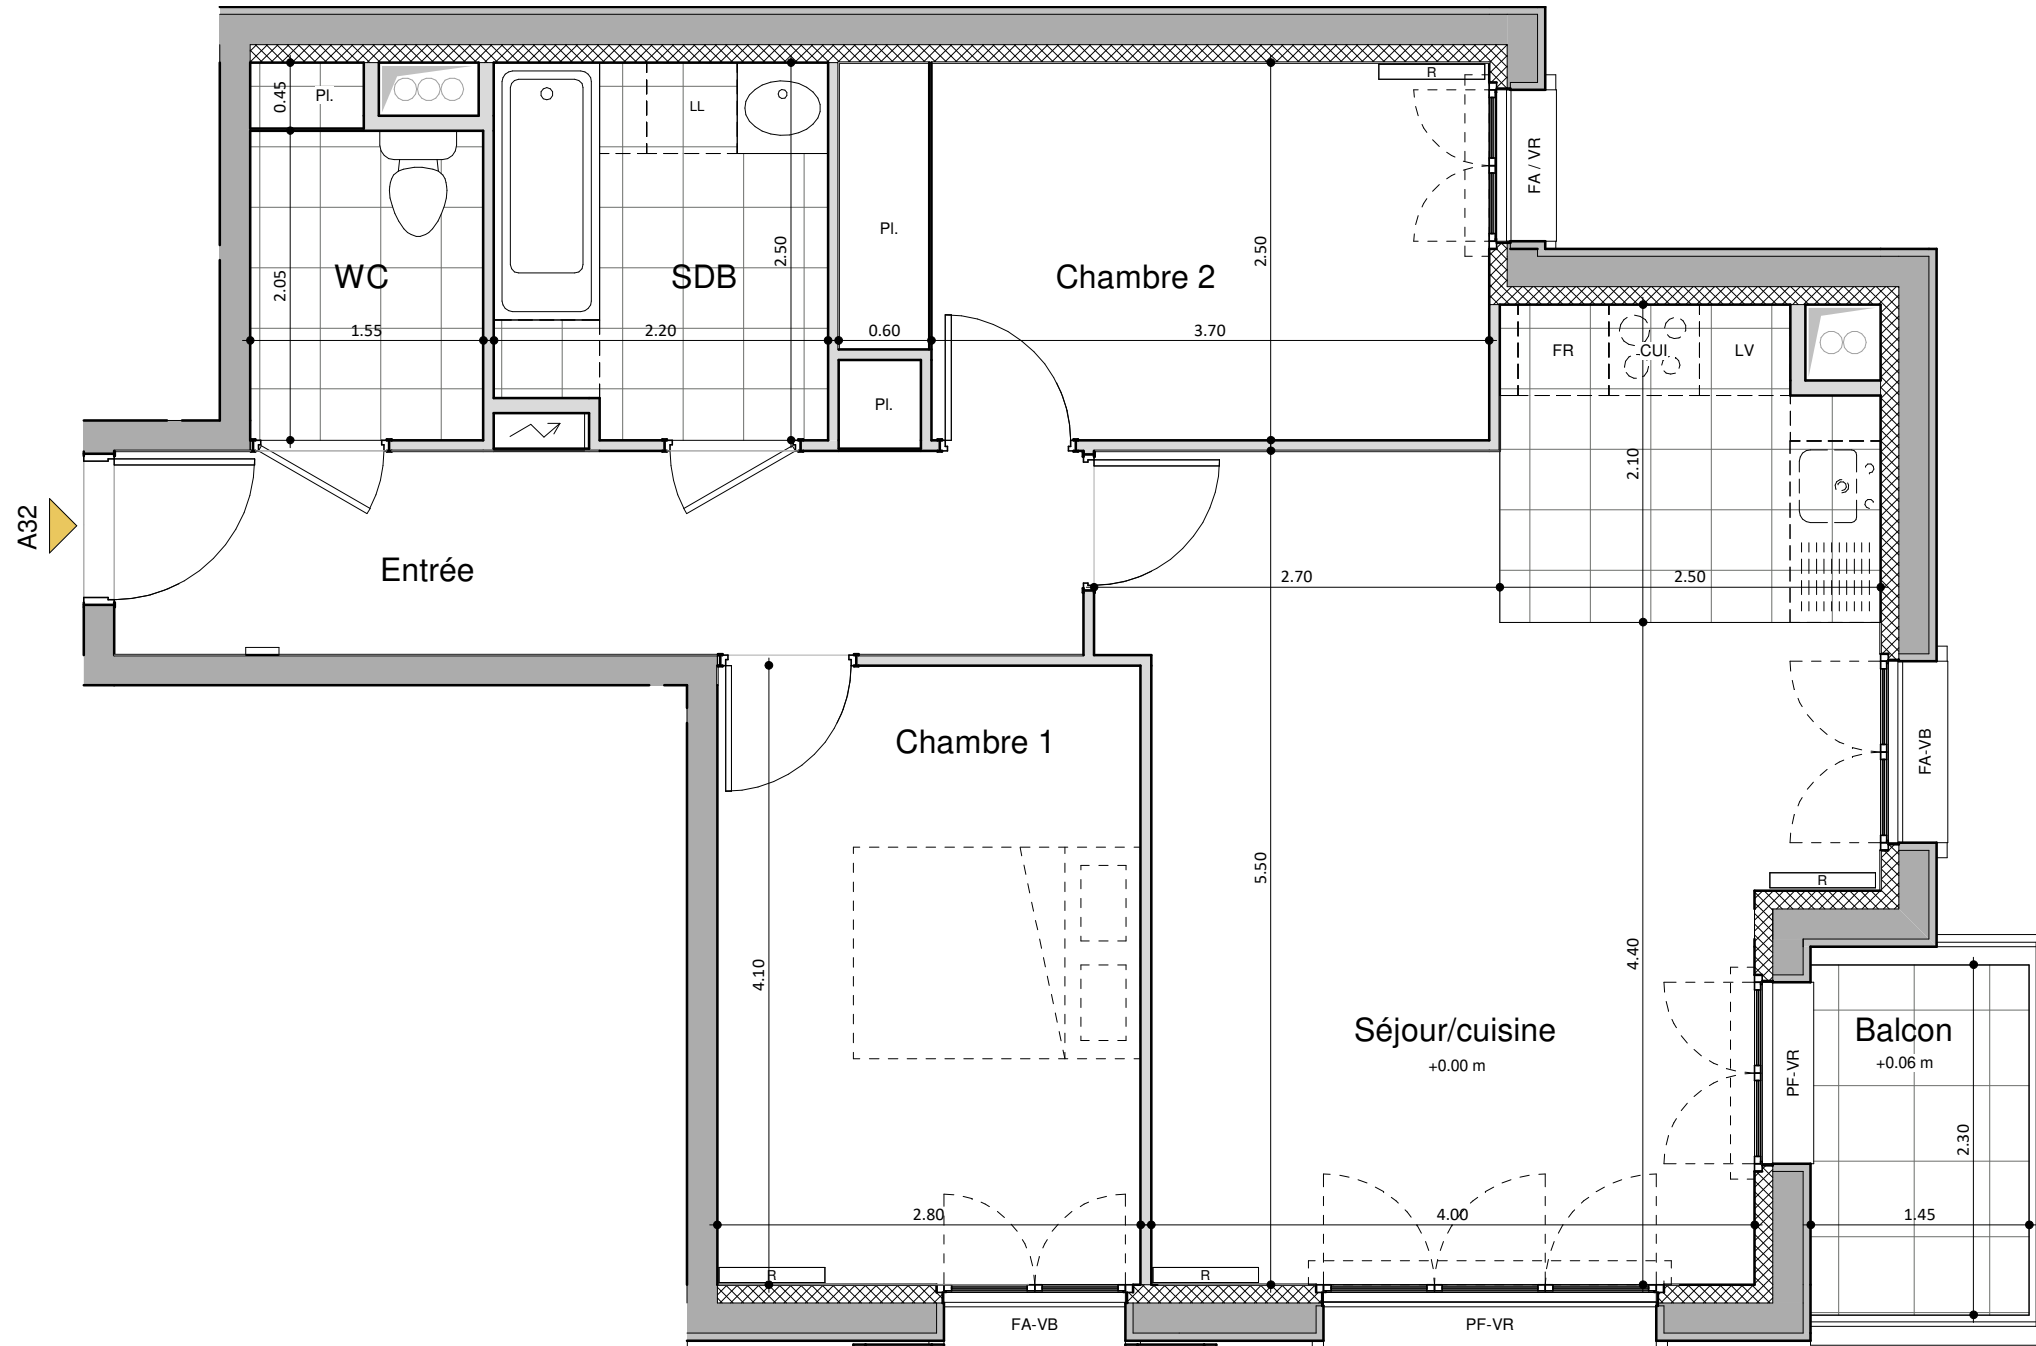 R
0.45
Pl.
LL
FA / VR
Pl.
2.50
2.50
WC
SDB
Chambre 2
2.05
1.55
2.20
0.60
3.70
FR
CUI.
LV
Pl.
2.10
A32
Entrée
2.70
2.50
Chambre 1
FA-VB
5.50
R
4.10
4.40
Séjour/cuisine
+0.00 m
Balcon
+0.06 m
PF-VR
2.30
2.80
4.00
1.45
R
R
FA-VB
PF-VR